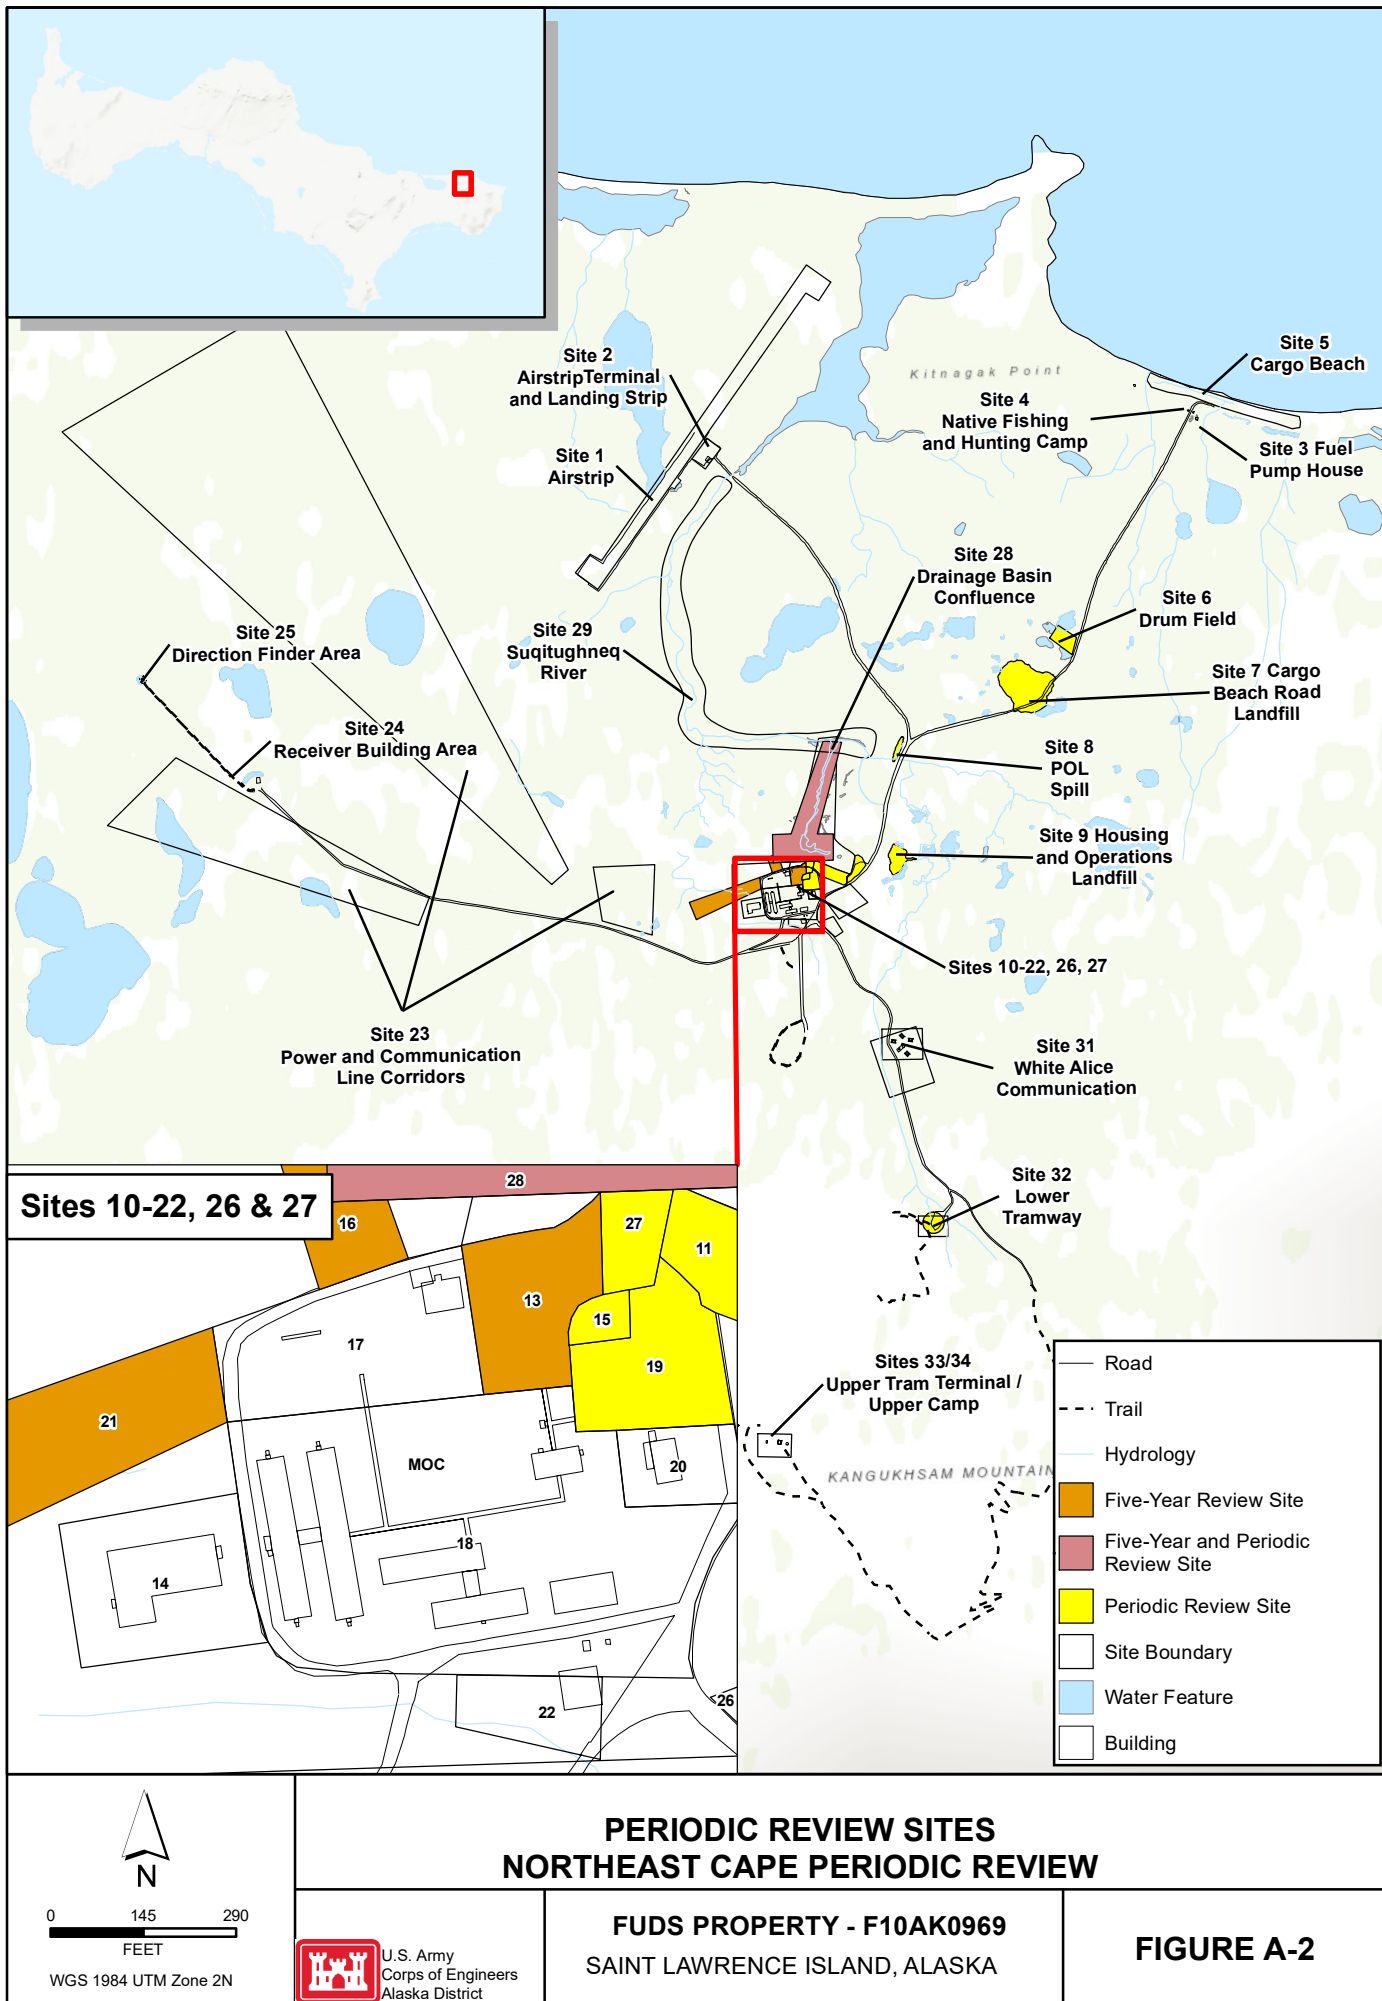 Kitnagak Point
Site 5
Cargo Beach
Site 2
AirstripTerminal
and Landing Strip
Site 4
Native Fishing
and Hunting Camp
Site 3 Fuel
Pump House
Site 1
Airstrip
Site 28
Drainage Basin
Confluence
Site 6
Drum Field
Site 25
Direction Finder Area
Site 29
Suqitughneq
River
Site 7 Cargo
Beach Road
Landfill
Site 24
Receiver Building Area
Site 8
POL
Spill
Site 9 Housing
and Operations
Landfill
Sites 10-22, 26, 27
Site 23
Power and Communication
Line Corridors
Site 31
White Alice
Communication
Site 32
Lower
Tramway
Sites 33/34
Upper Tram Terminal /
Upper Camp
KANGUKHSAM MOUNTAIN
Sites 10-22, 26 & 27
28
16
27
11
13
15
17
19
21
MOC
20
18
14
22
26
Road
Trail
Hydrology
Five-Year Review Site
Five-Year and Periodic
Review Site
Periodic Review Site
Site Boundary
Water Feature
Building
N
0 145 290
FEET
WGS 1984 UTM Zone 2N
PERIODIC REVIEW SITES
NORTHEAST CAPE PERIODIC REVIEW
U.S. Army
Corps of Engineers
Alaska District
FUDS PROPERTY - F10AK0969
SAINT LAWRENCE ISLAND, ALASKA
FIGURE A-2